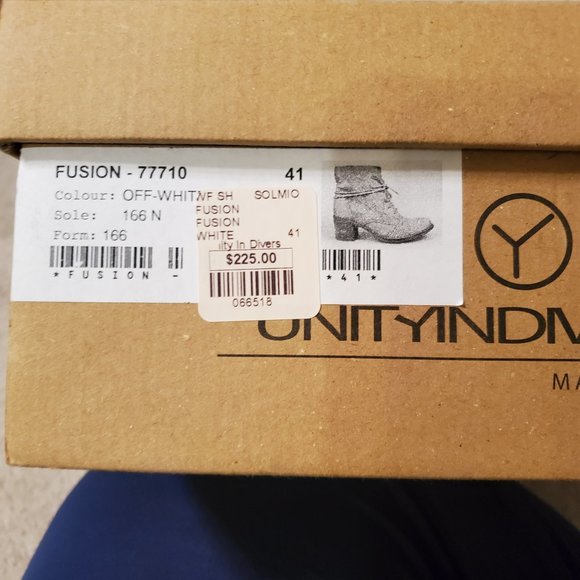 FUSION - 77710 41
Colour: OFF-WHIT
Sole: 166 N
Form: 166
* F U S I O N -
* 4 1 *
WF SH SOLMIO
FUSION
FUSION
WHITE 41
ity In Divers
$225.00
066518
UNITYINDIV
MA